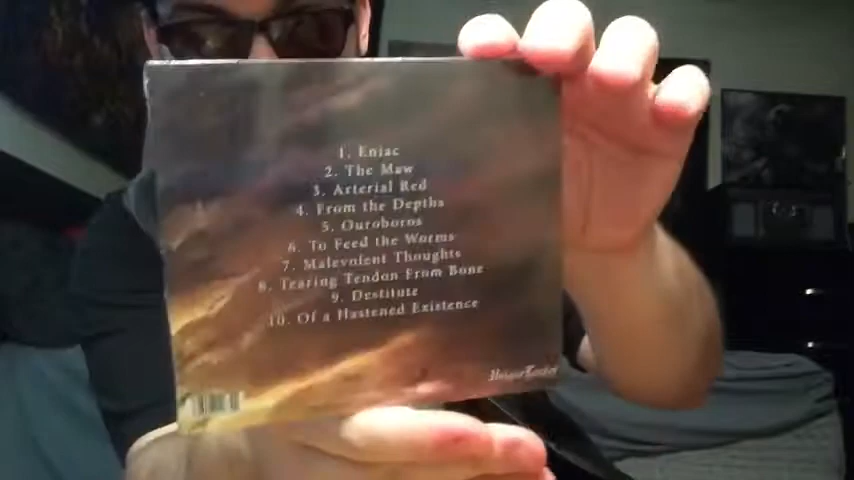 1. Eniac
2. The Maw
3. Arterial Red
4. From the Depths
5. Ouroboros
6. To Feed the Worms
7. Malevolent Thoughts
8. Tearing Tendon From Bone
9. Destitute
10. Of a Hastened Existence